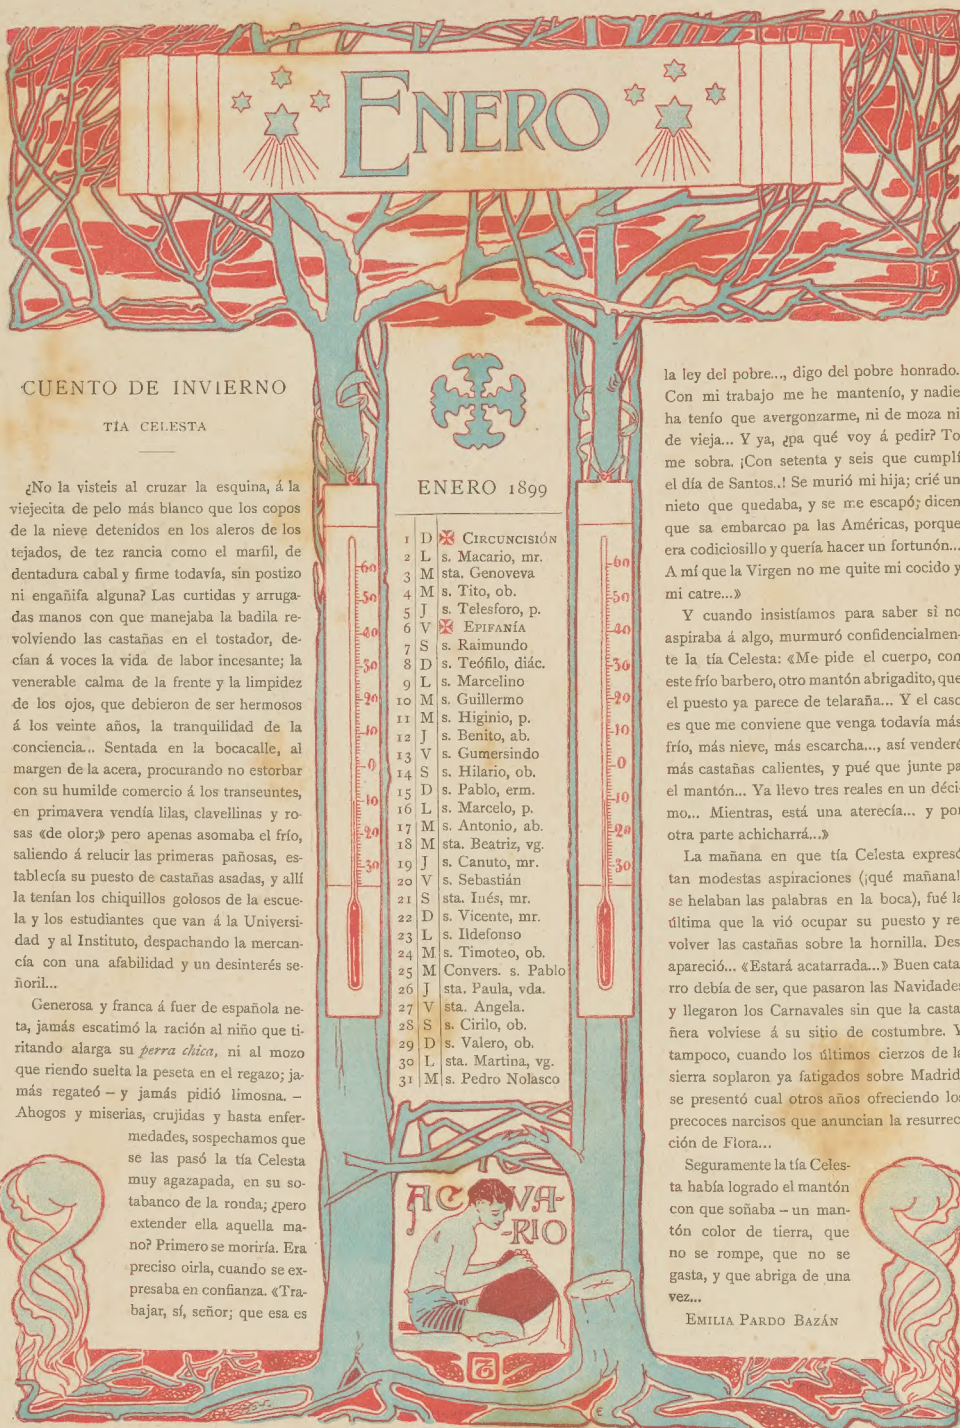 ENERO
CUENTO DE INVIERNO
TÍA CELESTA
¿No la visteis al cruzar la esquina, á la
viejecita de pelo más blanco que los copos
de la nieve detenidos en los aleros de los
tejados, de tez rancia como el marfil, de
dentadura cabal y firme todavía, sin postizo
ni engañifa alguna? Las curtidas y arruga-
das manos con que manejaba la badila re-
volviendo las castañas en el tostador, de-
cían á voces la vida de labor incesante; la
venerable calma de la frente y la limpidez
de los ojos, que debieron de ser hermosos
á los veinte años, la tranquilidad de la
conciencia... Sentada en la bocacalle, al
margen de la acera, procurando no estorbar
con su humilde comercio á los transeuntes,
en primavera vendía lilas, clavellinas y ro-
sas «de olor;» pero apenas asomaba el frío,
saliendo á relucir las primeras pañosas, es-
tablecía su puesto de castañas asadas, y allí
la tenían los chiquillos golosos de la escue-
la y los estudiantes que van á la Universi-
dad y al Instituto, despachando la mercan-
cía con una afabilidad y un desinterés se-
ñoril...
Generosa y franca á fuer de española ne-
ta, jamás escatimó la ración al niño que ti-
ritando alarga su perra chica, ni al mozo
que riendo suelta la peseta en el regazo; ja-
más regateó – y jamás pidió limosna. –
Ahogos y miserias, crujidas y hasta enfer-
medades, sospechamos que
se las pasó la tía Celesta
muy agazapada, en su so-
tabanco de la ronda; ¿pero
extender ella aquella ma-
no? Primero se moriría. Era
preciso oirla, cuando se ex-
presaba en confianza. «Tra-
bajar, sí, señor; que esa es
60
50
40
30
20
10
0
10
20
30
ENERO 1899
1 D ✠ CIRCUNCISIÓN
2 L s. Macario, mr.
3 M sta. Genoveva
4 M s. Tito, ob.
5 J s. Telesforo, p.
6 V ✠ EPIFANÍA
7 S s. Raimundo
8 D s. Teófilo, diác.
9 L s. Marcelino
10 M s. Guillermo
11 M s. Higinio, p.
12 J s. Benito, ab.
13 V s. Gumersindo
14 S s. Hilario, ob.
15 D s. Pablo, erm.
16 L s. Marcelo, p.
17 M s. Antonio, ab.
18 M sta. Beatriz, vg.
19 J s. Canuto, mr.
20 V s. Sebastián
21 S sta. Inés, mr.
22 D s. Vicente, mr.
23 L s. Ildefonso
24 M s. Timoteo, ob.
25 M Convers. s. Pablo
26 J sta. Paula, vda.
27 V sta. Angela.
28 S s. Cirilo, ob.
29 D s. Valero, ob.
30 L sta. Martina, vg.
31 M s. Pedro Nolasco
ACVA-
-RIO
60
50
40
30
20
10
0
10
20
30
la ley del pobre..., digo del pobre honrado.
Con mi trabajo me he mantenío, y nadie
ha tenío que avergonzarme, ni de moza ni
de vieja... Y ya, ¿pa qué voy á pedir? To
me sobra. ¡Con setenta y seis que cumplí
el día de Santos..! Se murió mi hija; crié un
nieto que quedaba, y se me escapó; dicen
que sa embarcao pa las Américas, porque
era codiciosillo y quería hacer un fortunón...
A mí que la Virgen no me quite mi cocido y
mi catre...»
Y cuando insistíamos para saber si no
aspiraba á algo, murmuró confidencialmen-
te la tía Celesta: «Me pide el cuerpo, con
este frío barbero, otro mantón abrigadito, que
el puesto ya parece de telaraña... Y el caso
es que me conviene que venga todavía más
frío, más nieve, más escarcha..., así venderé
más castañas calientes, y pué que junte pa
el mantón... Ya llevo tres reales en un déci-
mo... Mientras, está una aterecía... y por
otra parte achicharrá...»
La mañana en que tía Celesta expresó
tan modestas aspiraciones (¡qué mañana!
se helaban las palabras en la boca), fué la
última que la vió ocupar su puesto y re-
volver las castañas sobre la hornilla. Des-
apareció... «Estará acatarrada...» Buen cata-
rro debía de ser, que pasaron las Navidades
y llegaron los Carnavales sin que la casta-
ñera volviese á su sitio de costumbre. Y
tampoco, cuando los últimos cierzos de la
sierra soplaron ya fatigados sobre Madrid,
se presentó cual otros años ofreciendo los
precoces narcisos que anuncian la resurrec-
ción de Flora...
Seguramente la tía Celes-
ta había logrado el mantón
con que soñaba – un man-
tón color de tierra, que
no se rompe, que no se
gasta, y que abriga de una
vez...
EMILIA PARDO BAZÁN